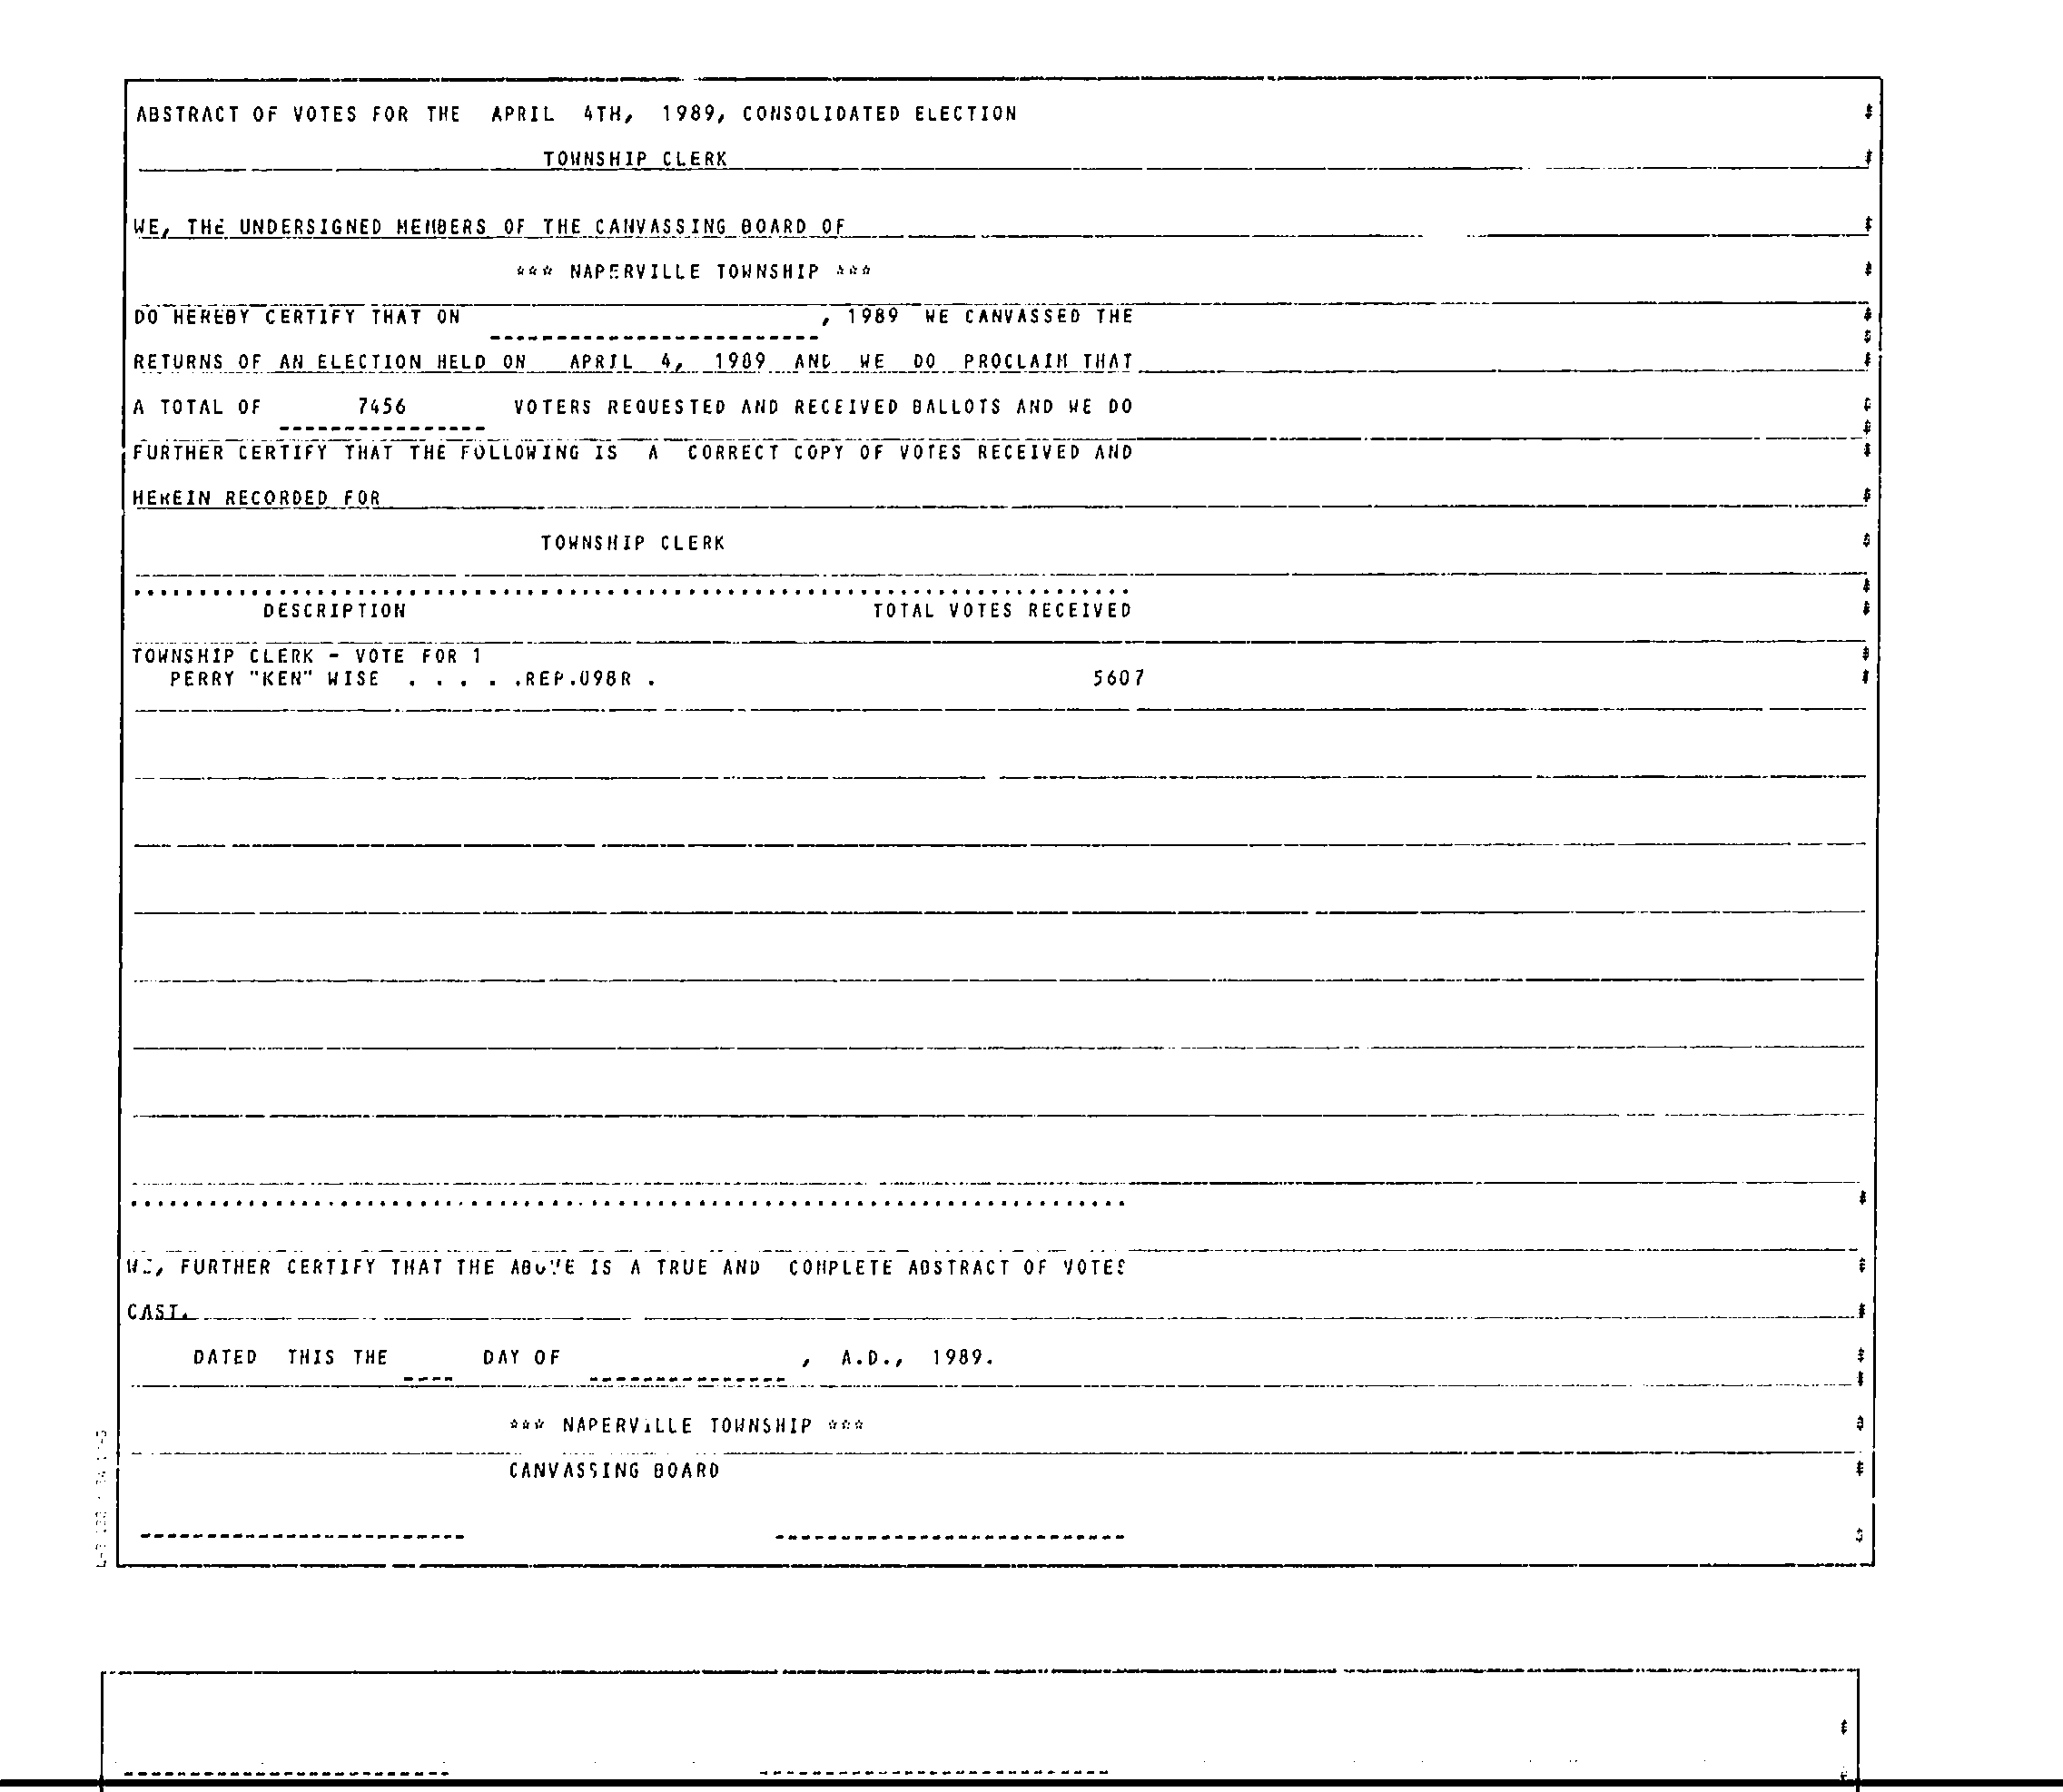 ABSTRACT OF VOTES FOR THE APRIL 4TH, 1989, CONSOLIDATED ELECTION
TOWNSHIP CLERK
WE, THE UNDERSIGNED MEMBERS OF THE CANVASSING BOARD OF
*** NAPERVILLE TOWNSHIP ***
DO HEREBY CERTIFY THAT ON , 1989 WE CANVASSED THE
RETURNS OF AN ELECTION HELD ON APRIL 4, 1989 AND WE DO PROCLAIM THAT
A TOTAL OF 7456 VOTERS REQUESTED AND RECEIVED BALLOTS AND WE DO
FURTHER CERTIFY THAT THE FOLLOWING IS A CORRECT COPY OF VOTES RECEIVED AND
HEREIN RECORDED FOR
TOWNSHIP CLERK
DESCRIPTION TOTAL VOTES RECEIVED
TOWNSHIP CLERK - VOTE FOR 1
PERRY "KEN" WISE . . . . .REP.098R . 5607
WE, FURTHER CERTIFY THAT THE ABOVE IS A TRUE AND COMPLETE ABSTRACT OF VOTES
CAST.
DATED THIS THE DAY OF , A.D., 1989.
*** NAPERVILLE TOWNSHIP ***
CANVASSING BOARD